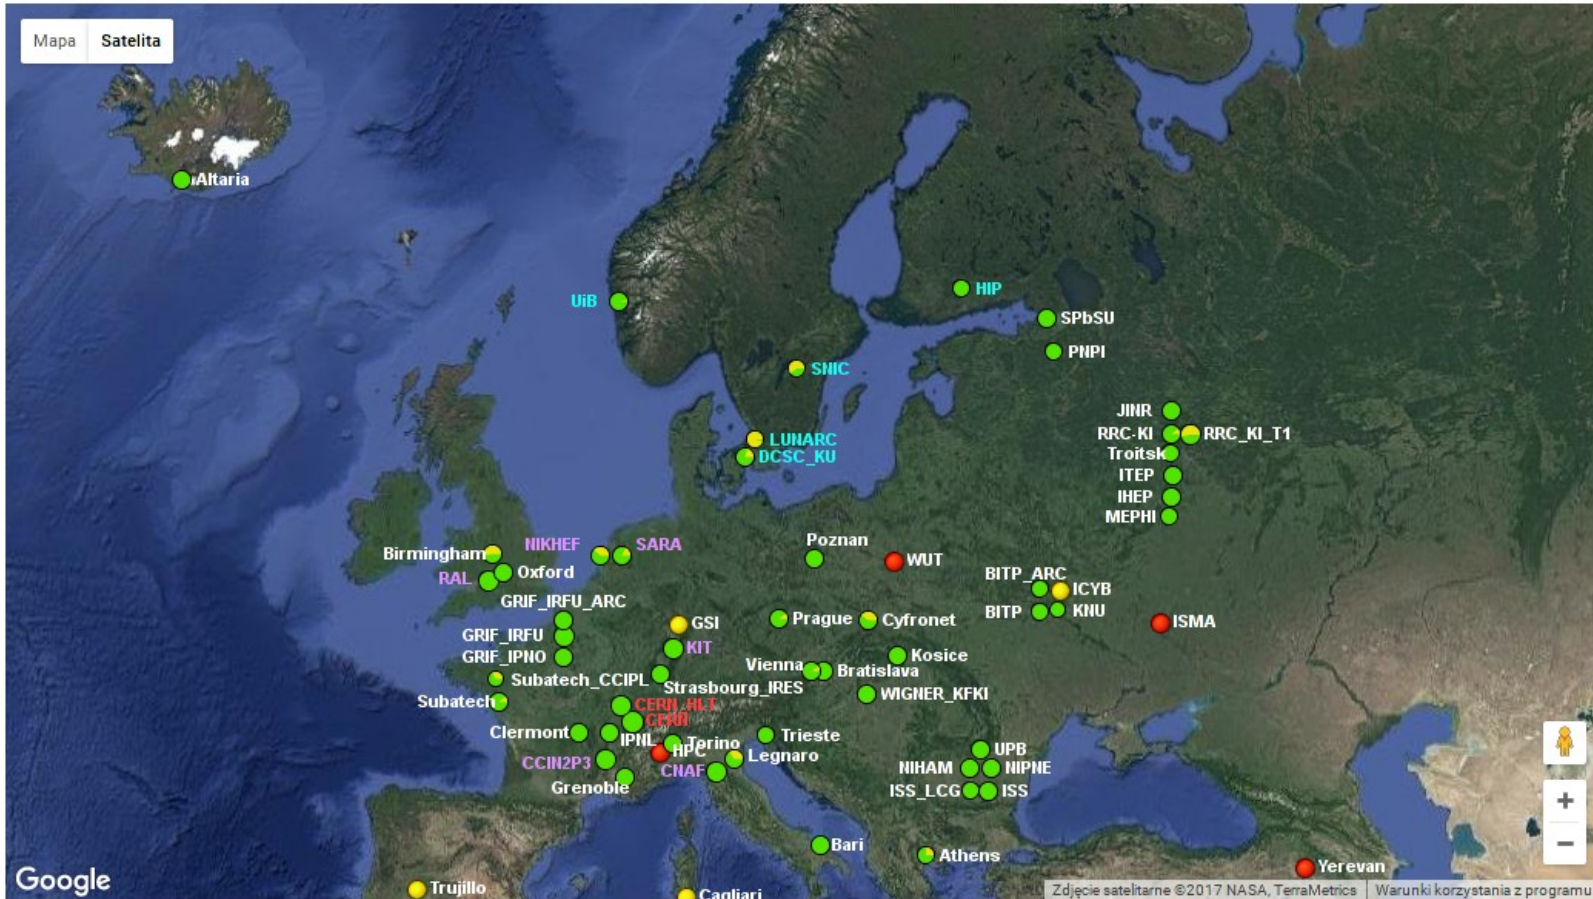 Mapa Satelita
Altaria
UiB
HIP
SPbSU
PNPI
SNIC
JINR
RRC-KI RRC_KI_T1
LUNARC
DCSC_KU
Troitsk
ITEP
IHEP
MEPHI
Poznan
NIKHEF SARA
Birmingham
WUT
RAL Oxford
BITP_ARC
ICYB
GRIF_IRFU_ARC
BITP KNU
Prague Cyfronet
GSI
ISMA
GRIF_IRFU
KIT
GRIF_IPNO
Kosice
Vienna Bratislava
Subatech_CCIPL
Strasbourg_IRES
WIGNER_KFKI
Subatech
CERN_HLT
CERN
Clermont
IPNL Torino Trieste
HPC
UPB
Legnaro
CCIN2P3
CNAF
NIHAM NIPNE
Grenoble
ISS_LCG ISS
Bari
Athens
Yerevan
Google
Trujillo
Cagliari
Zdjęcie satelitarne ©2017 NASA, TerraMetrics Warunki korzystania z programu